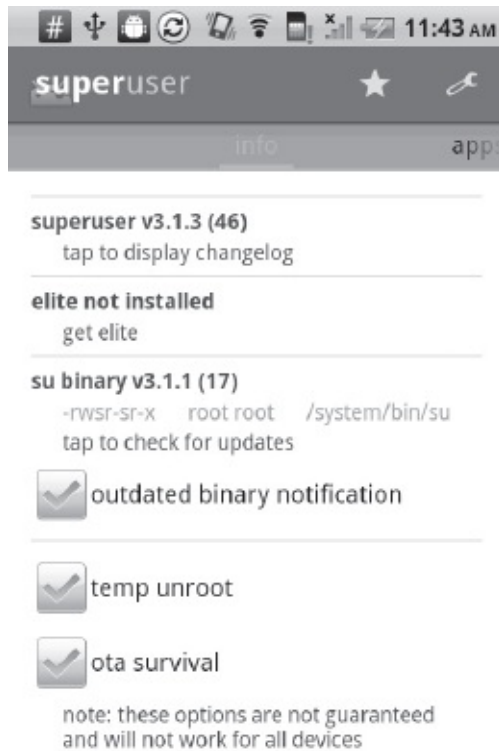 # 11:43 AM
superuser
info apps
superuser v3.1.3 (46)
tap to display changelog
elite not installed
get elite
su binary v3.1.1 (17)
-rwsr-sr-x root root /system/bin/su
tap to check for updates
outdated binary notification
temp unroot
ota survival
note: these options are not guaranteed
and will not work for all devices